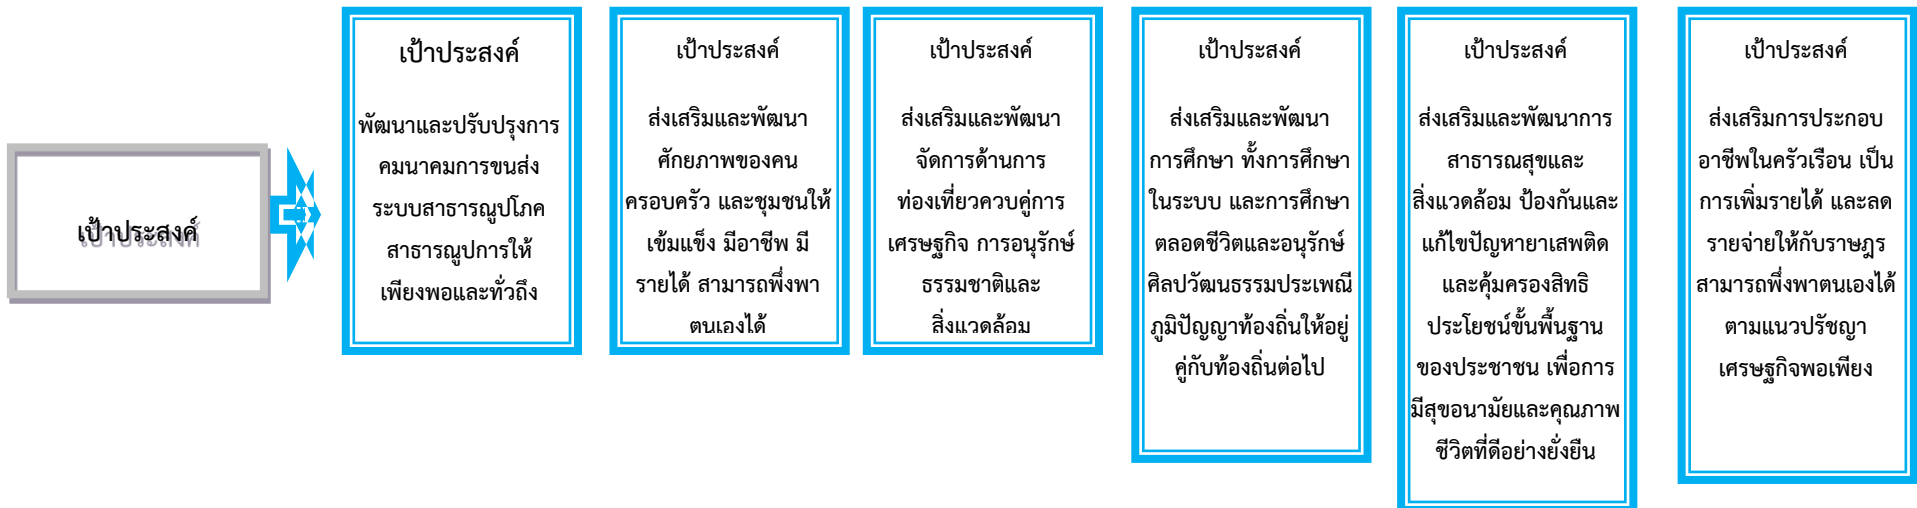 เป้าประสงค์
เป้าประสงค์
พัฒนาและปรับปรุงการ
คมนาคมการขนส่ง
ระบบสาธารณูปโภค
สาธารณูปการให้
เพียงพอและทั่วถึง
เป้าประสงค์
ส่งเสริมและพัฒนา
ศักยภาพของคน
ครอบครัว และชุมชนให้
เข้มแข็ง มีอาชีพ มี
รายได้ สามารถพึ่งพา
ตนเองได้
เป้าประสงค์
ส่งเสริมและพัฒนา
จัดการด้านการ
ท่องเที่ยวควบคู่การ
เศรษฐกิจ การอนุรักษ์
ธรรมชาติและ
สิ่งแวดล้อม
เป้าประสงค์
ส่งเสริมและพัฒนา
การศึกษา ทั้งการศึกษา
ในระบบ และการศึกษา
ตลอดชีวิตและอนุรักษ์
ศิลปวัฒนธรรมประเพณี
ภูมิปัญญาท้องถิ่นให้อยู่
คู่กับท้องถิ่นต่อไป
เป้าประสงค์
ส่งเสริมและพัฒนาการ
สาธารณสุขและ
สิ่งแวดล้อม ป้องกันและ
แก้ไขปัญหายาเสพติด
และคุ้มครองสิทธิ
ประโยชน์ขั้นพื้นฐาน
ของประชาชน เพื่อการ
มีสุขอนามัยและคุณภาพ
ชีวิตที่ดีอย่างยั่งยืน
เป้าประสงค์
ส่งเสริมการประกอบ
อาชีพในครัวเรือน เป็น
การเพิ่มรายได้ และลด
รายจ่ายให้กับราษฎร
สามารถพึ่งพาตนเองได้
ตามแนวปรัชญา
เศรษฐกิจพอเพียง